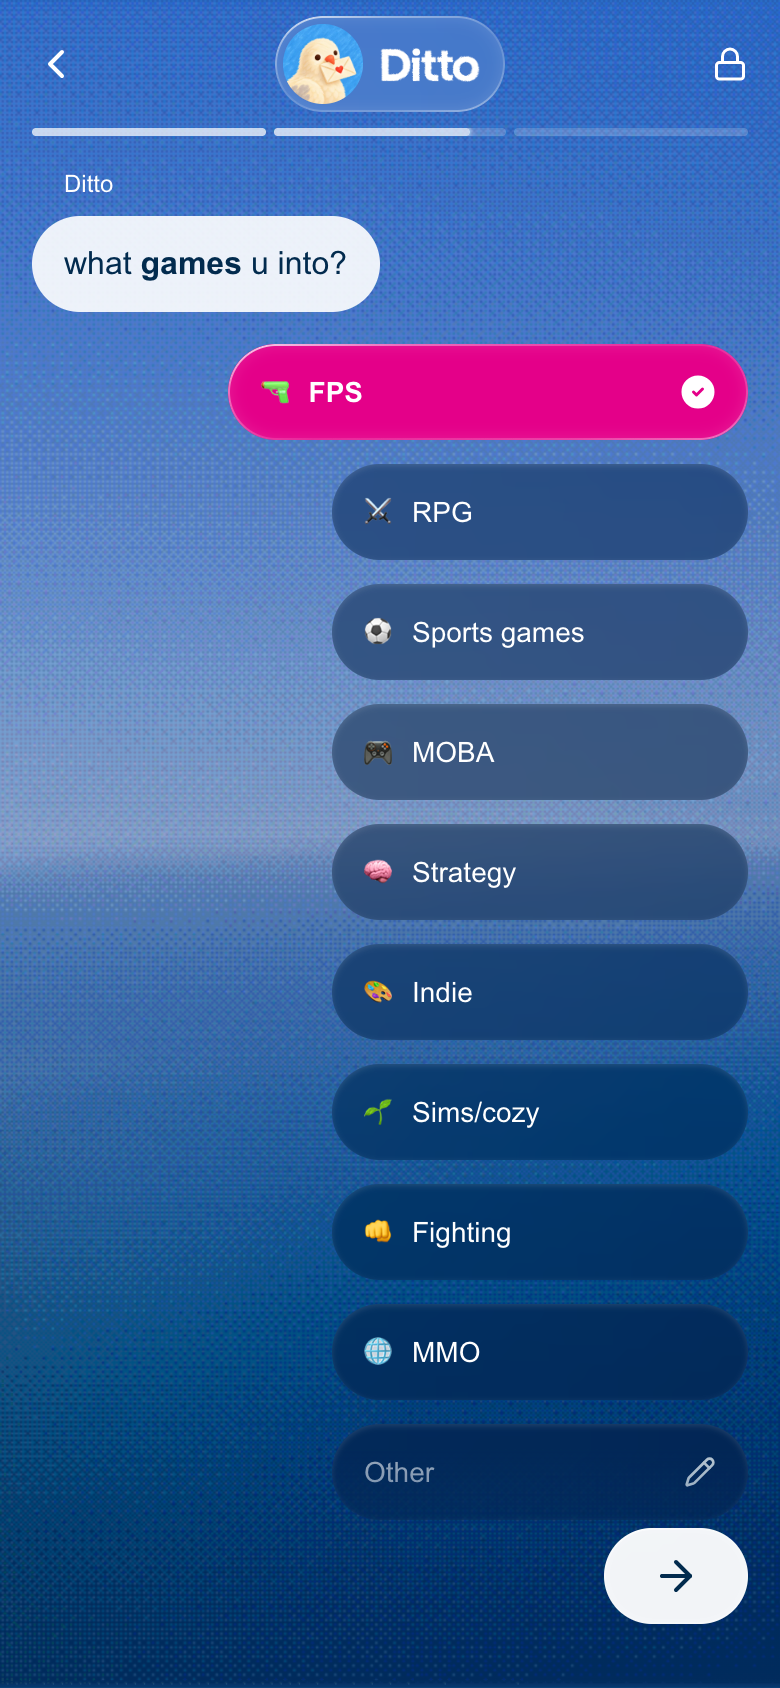 Ditto
Ditto
what games u into?
FPS
RPG
Sports games
MOBA
Strategy
Indie
Sims/cozy
Fighting
MMO
Other